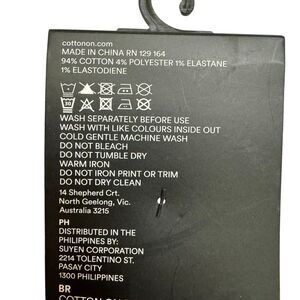 cottonon.com
MADE IN CHINA RN 129 164
94% COTTON 4% POLYESTER 1% ELASTANE
1% ELASTODIENE
30
WASH SEPARATELY BEFORE USE
WASH WITH LIKE COLOURS INSIDE OUT
COLD GENTLE MACHINE WASH
DO NOT BLEACH
DO NOT TUMBLE DRY
WARM IRON
DO NOT IRON PRINT OR TRIM
DO NOT DRY CLEAN
14 Shepherd Crt.
North Geelong, Vic.
Australia 3215
PH
DISTRIBUTED IN THE
PHILIPPINES BY:
SUYEN CORPORATION
2214 TOLENTINO ST.
PASAY CITY
1300 PHILIPPINES
BR
COTTON ON